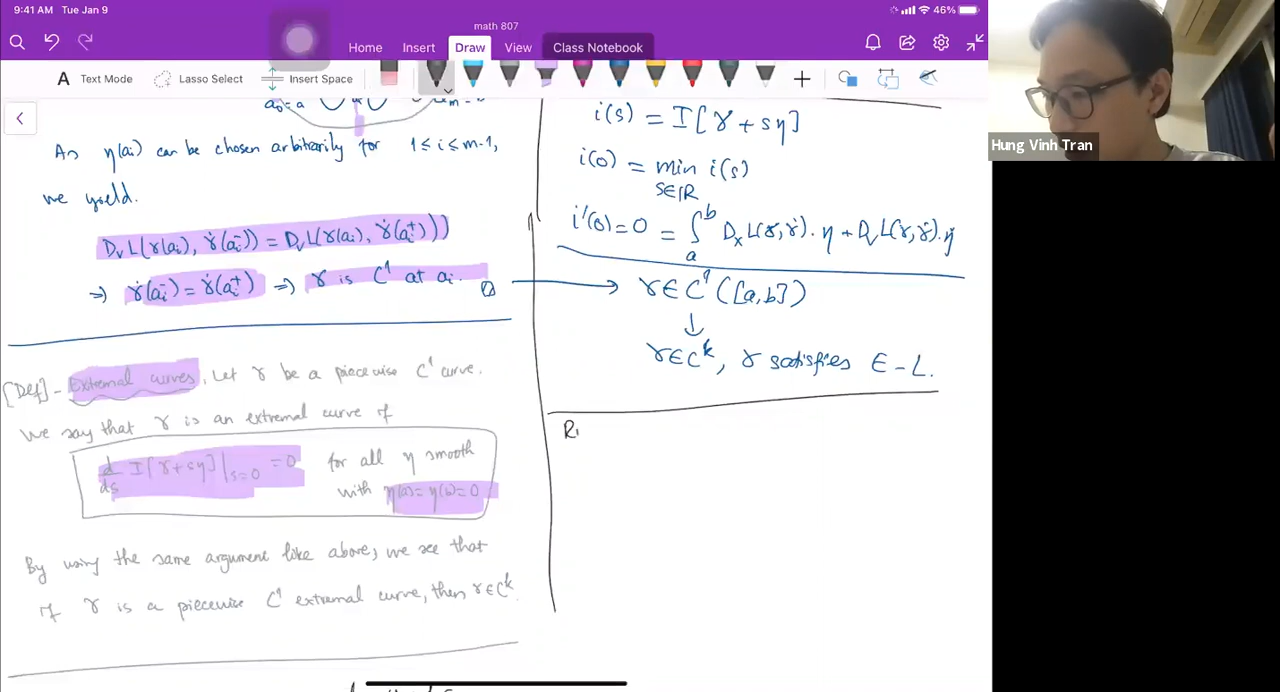 9:41 AM Tue Jan 9
46%
math 807
Home Insert Draw View Class Notebook
A Text Mode Lasso Select Insert Space
a₀=a
As η(aᵢ) can be chosen arbitrarily for 1≤i≤m-1,
we yield.
DᵥL(γ(aᵢ), γ̇(aᵢ⁻)) = DᵥL(γ(aᵢ), γ̇(aᵢ⁺)))
⇒ γ̇(aᵢ⁻) = γ̇(aᵢ⁺) ⇒ γ is C¹ at aᵢ. □
[Def]- Extremal curves. Let γ be a piecewise C¹ curve.
We say that γ is an extremal curve if
d/ds I[γ+sη]|ₛ₌₀ = 0 for all η smooth
with η(a)=η(b)=0
By using the same argument like above, we see that
if γ is a piecewise C¹ extremal curve, then γ∈Cᵏ.
i(s) = I[γ + sη]
i(0) = min i(s)
s∈ℝ
i'(0)=0 = ∫ₐᵇ DₓL(γ,γ̇)·η + DᵥL(γ,γ̇)·η̇
→ γ∈C¹([a,b])
↓
γ∈Cᵏ, γ satisfies E-L.
R
Hung Vinh Tran